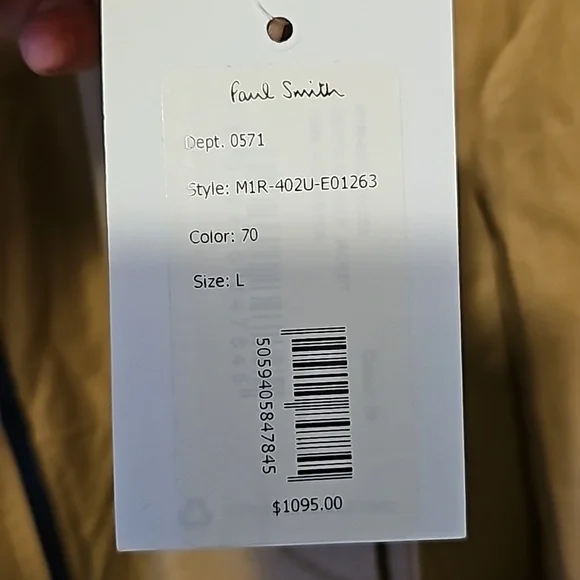 Paul Smith
Dept. 0571
Style: M1R-402U-E01263
Color: 70
Size: L
5059405847845
$1095.00